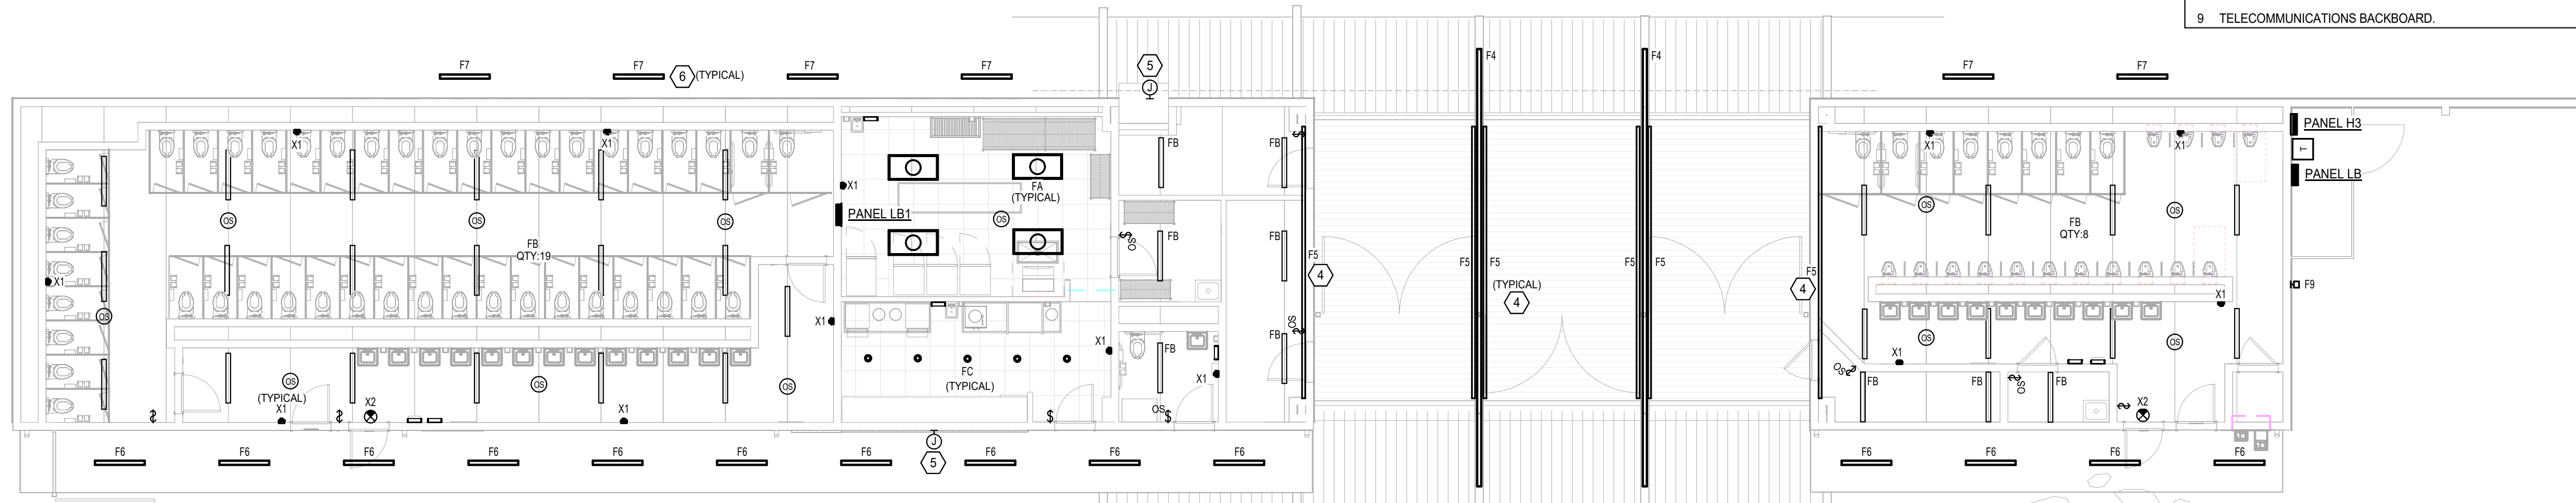 9 TELECOMMUNICATIONS BACKBOARD.
F7
F7
6
(TYPICAL)
F7
F7
5
J
F4
F4
F7
F7
X1
X1
FB
FB
$
X1
X1
PANEL H3
T
PANEL LB
X1
FA
(TYPICAL)
PANEL LB1
OS
OS
OS
OS
OS
OS
FB
QTY:19
$
OS
FB
FB
FB
QTY:8
F5
4
F5
F5
F5
F5
(TYPICAL)
4
F5
4
X1
OS
X1
OS
$
FB
X1
F9
OS
OS
X1
FB
X1
FC
(TYPICAL)
X1
OS
(TYPICAL)
X1
OS
OS
X2
X1
$
$
$
OS
$
OS
$
FB
FB
OS
$
FB
$
X2
J
5
F6
F6
F6
F6
F6
F6
F6
F6
F6
F6
F6
F6
F6
F6